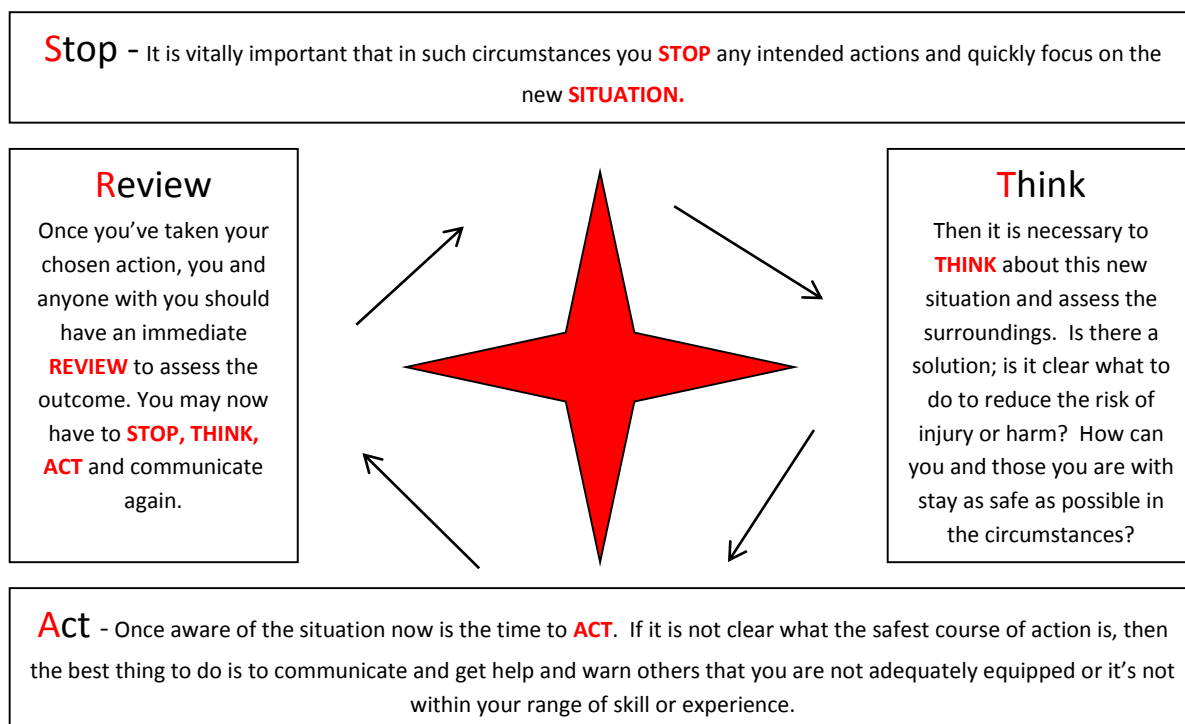 Stop - It is vitally important that in such circumstances you STOP any intended actions and quickly focus on the
new SITUATION.
Review
Once you’ve taken your
chosen action, you and
anyone with you should
have an immediate
REVIEW to assess the
outcome. You may now
have to STOP, THINK,
ACT and communicate
again.
Think
Then it is necessary to
THINK about this new
situation and assess the
surroundings.  Is there a
solution; is it clear what to
do to reduce the risk of
injury or harm?  How can
you and those you are with
stay as safe as possible in
the circumstances?
Act - Once aware of the situation now is the time to ACT.  If it is not clear what the safest course of action is, then
the best thing to do is to communicate and get help and warn others that you are not adequately equipped or it’s not
within your range of skill or experience.